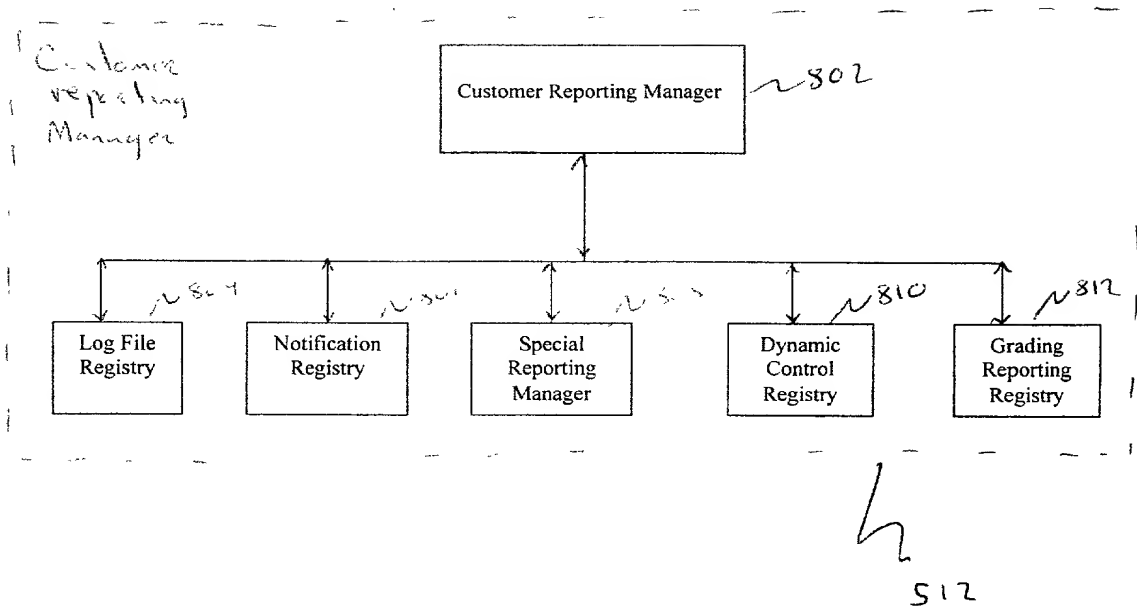 Customer
reporting
Manager
Customer Reporting Manager
802
804
810
812
Log File
Registry
Notification
Registry
Special
Reporting
Manager
Dynamic
Control
Registry
Grading
Reporting
Registry
512